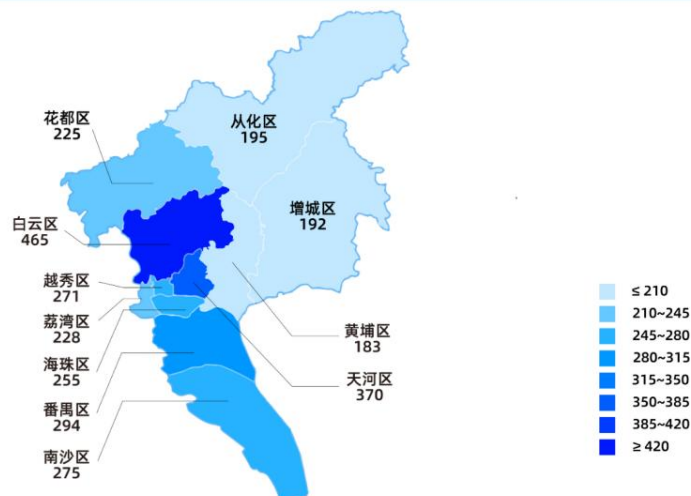 从化区
195
花都区
225
增城区
192
白云区
465
越秀区
271
荔湾区
228
海珠区
255
番禺区
294
南沙区
275
黄埔区
183
天河区
370
≤ 210
210~245
245~280
280~315
315~350
350~385
385~420
≥ 420